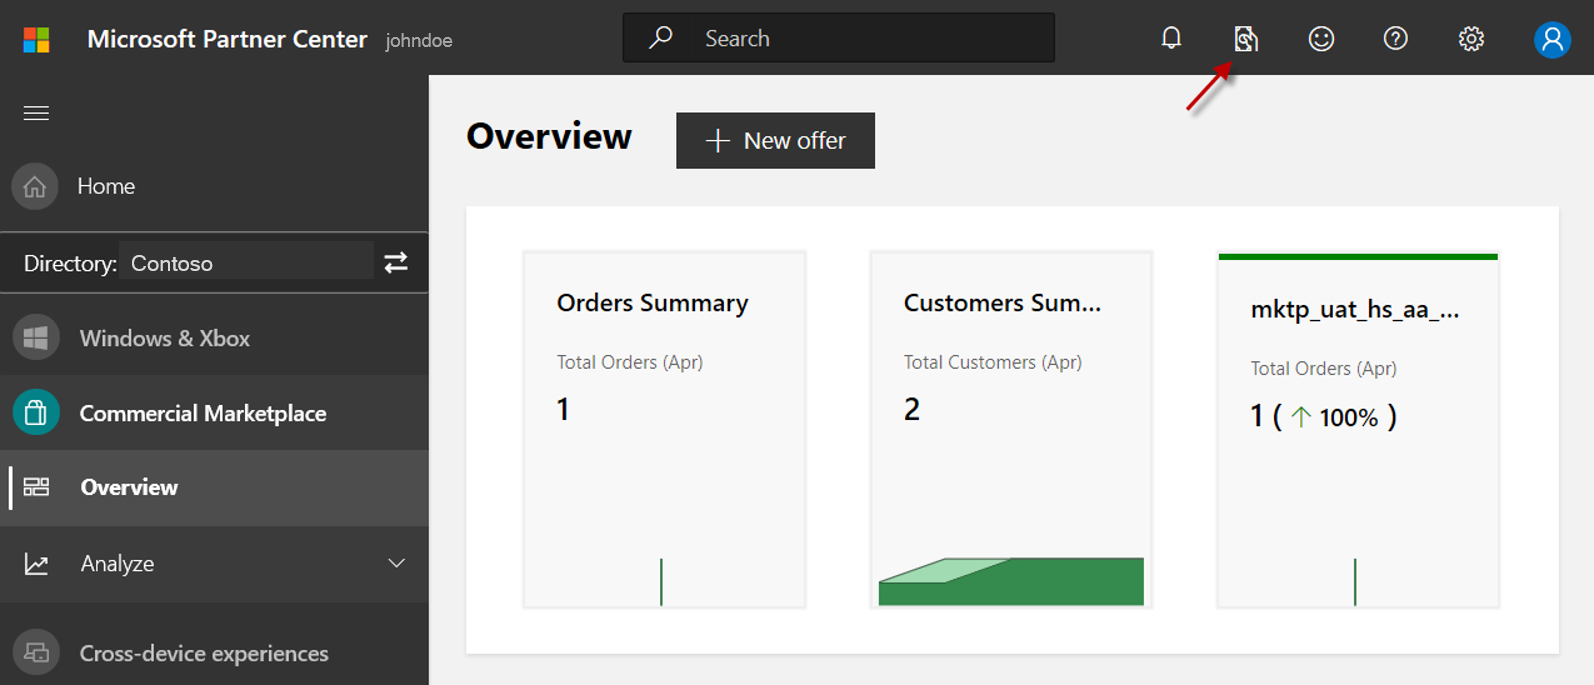 Microsoft Partner Center johndoe
Search
Home
Directory: Contoso
Windows & Xbox
Commercial Marketplace
Overview
Analyze
Cross-device experiences
Overview
New offer
Orders Summary
Total Orders (Apr)
1
Customers Sum...
Total Customers (Apr)
2
mktp_uat_hs_aa_...
Total Orders (Apr)
1 ( ↑ 100% )